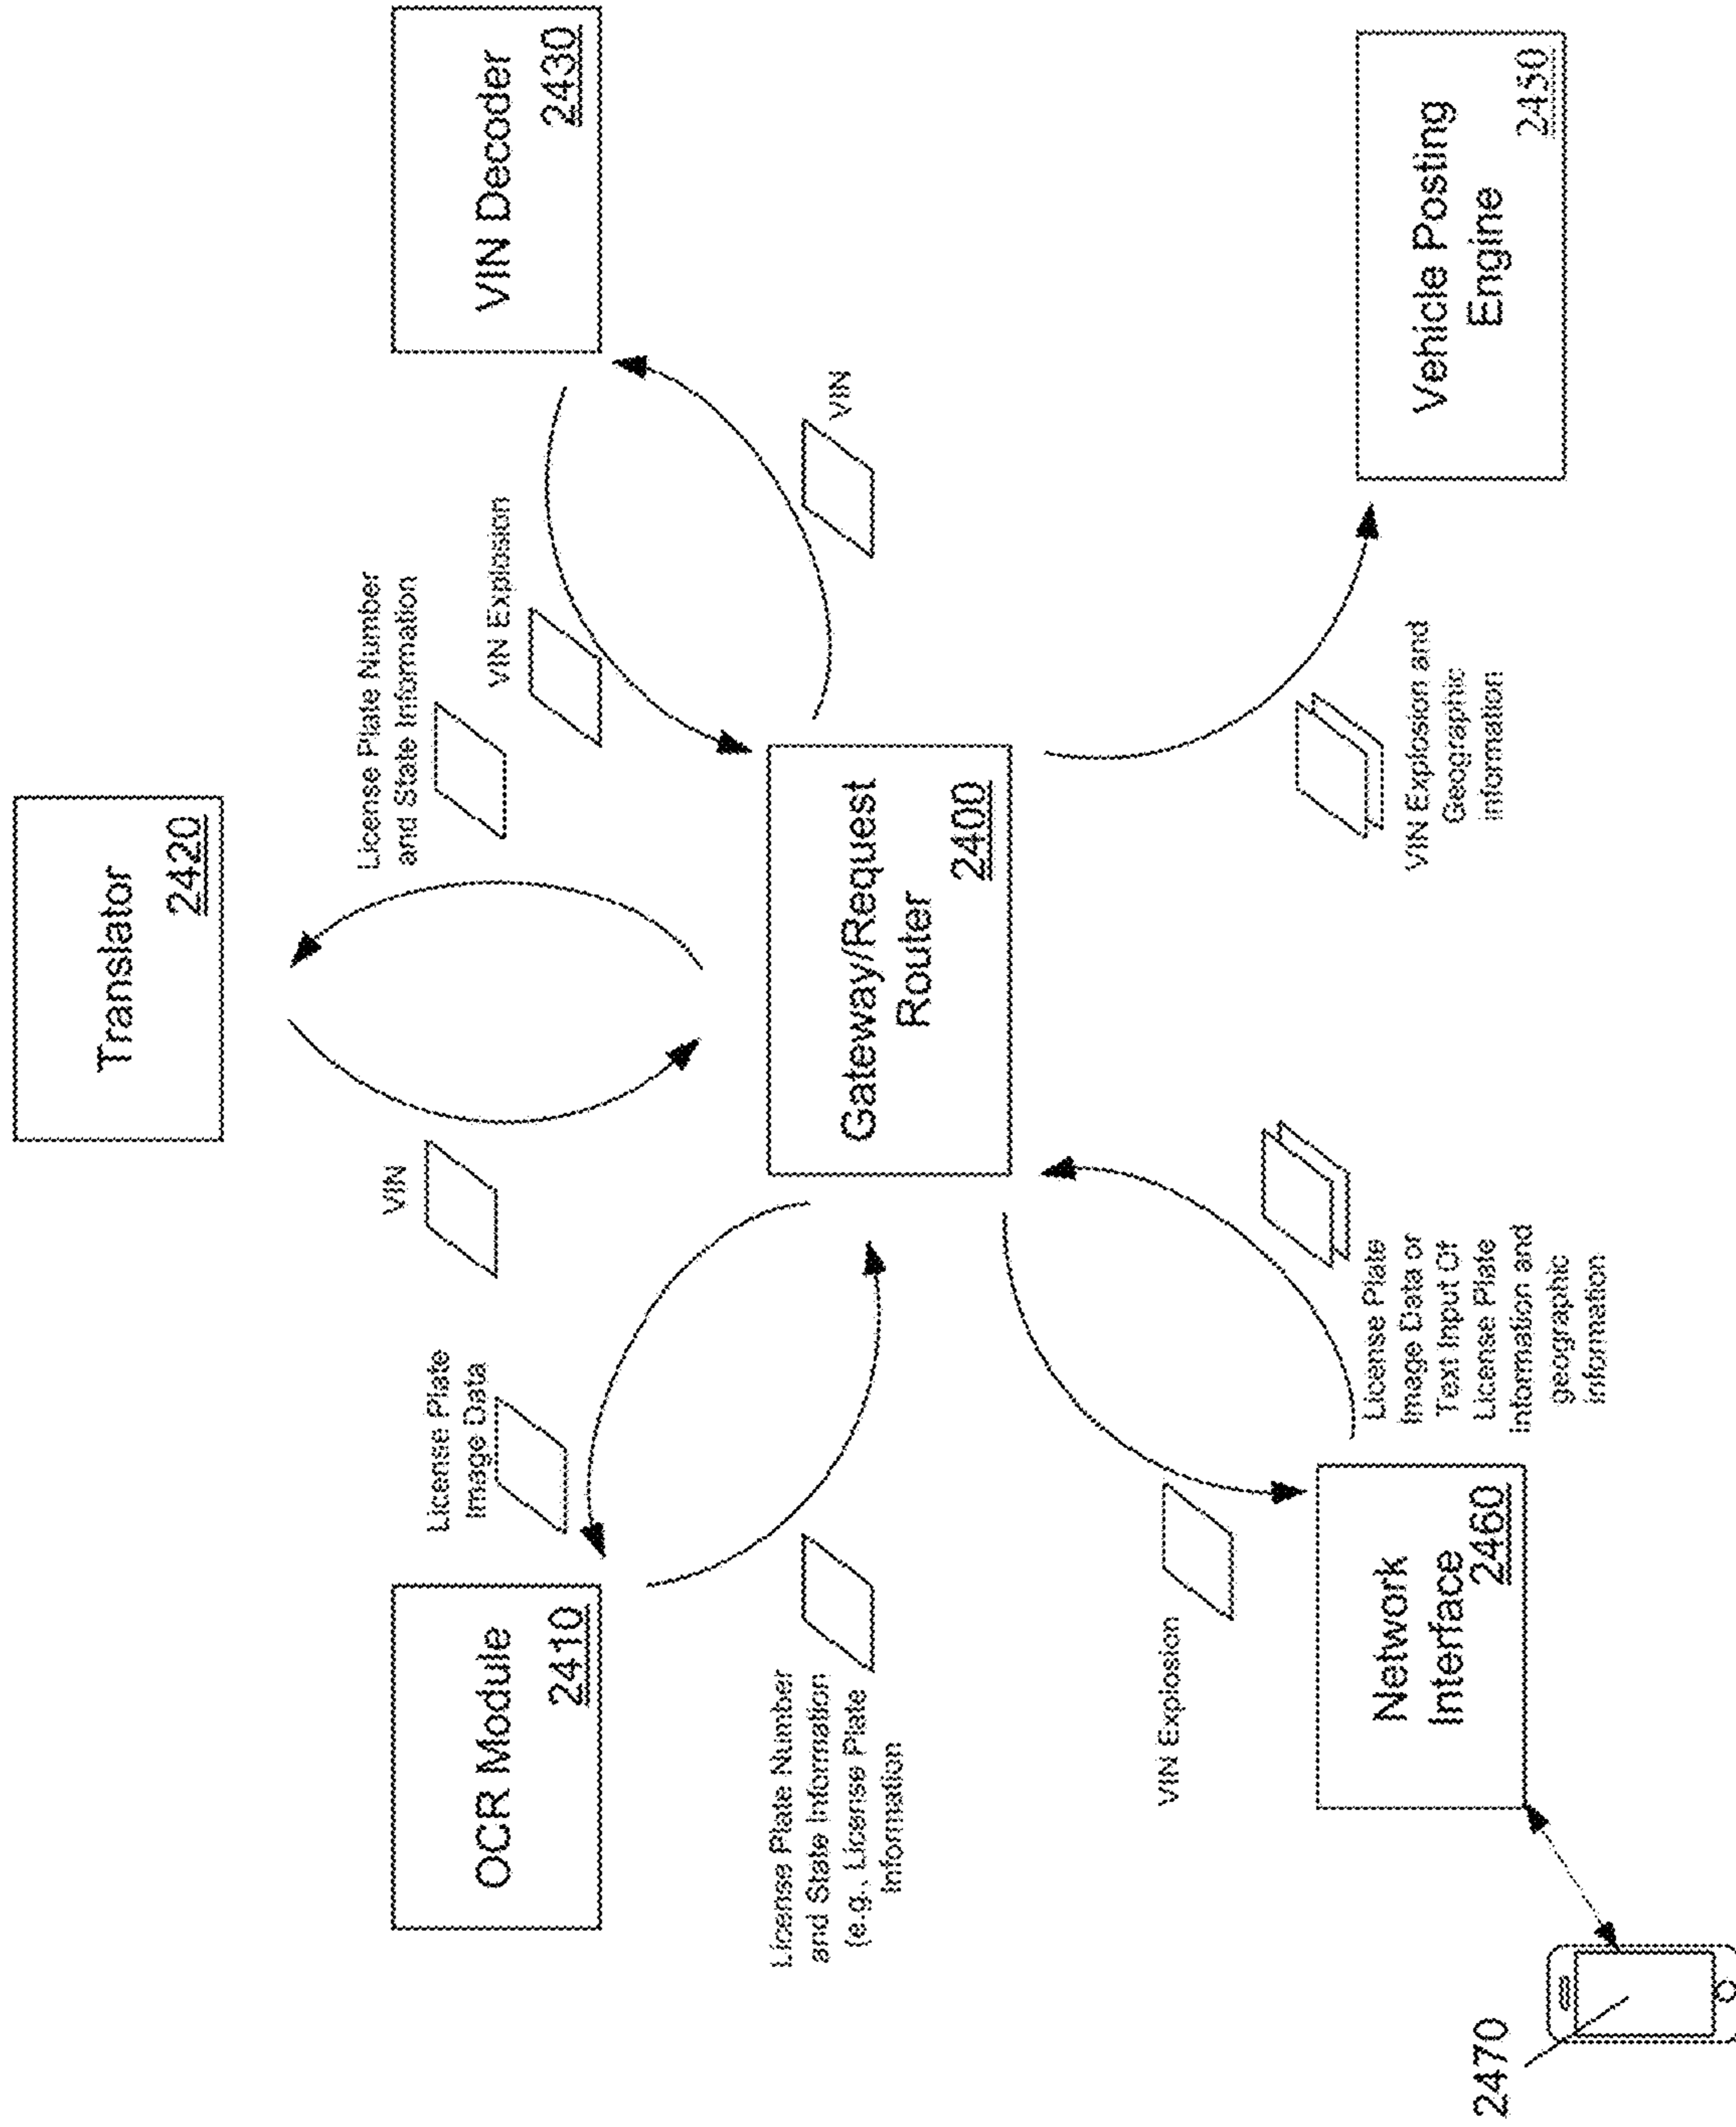 Translator
2420
OCR Module
2410
VIN Decoder
2430
License Plate
Image Data
VIN
License Plate Number
and State Information
VIN Explosion
License Plate Number
and State Information
(e.g., License Plate
Information
VIN
Gateway/Request
Router
2400
VIN Explosion
Network
Interface
2460
License Plate
Image Data or
Text Input Of
License Plate
Information and
geographic
information
VIN Explosion and
Geographic
Information
Vehicle Posting
Engine
2450
2470